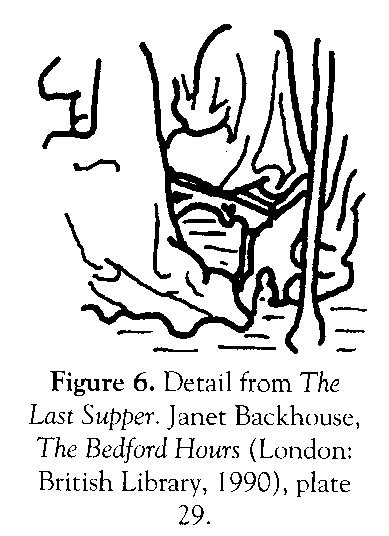 Figure 6. Detail from The
Last Supper. Janet Backhouse,
The Bedford Hours (London:
British Library, 1990), plate
29.